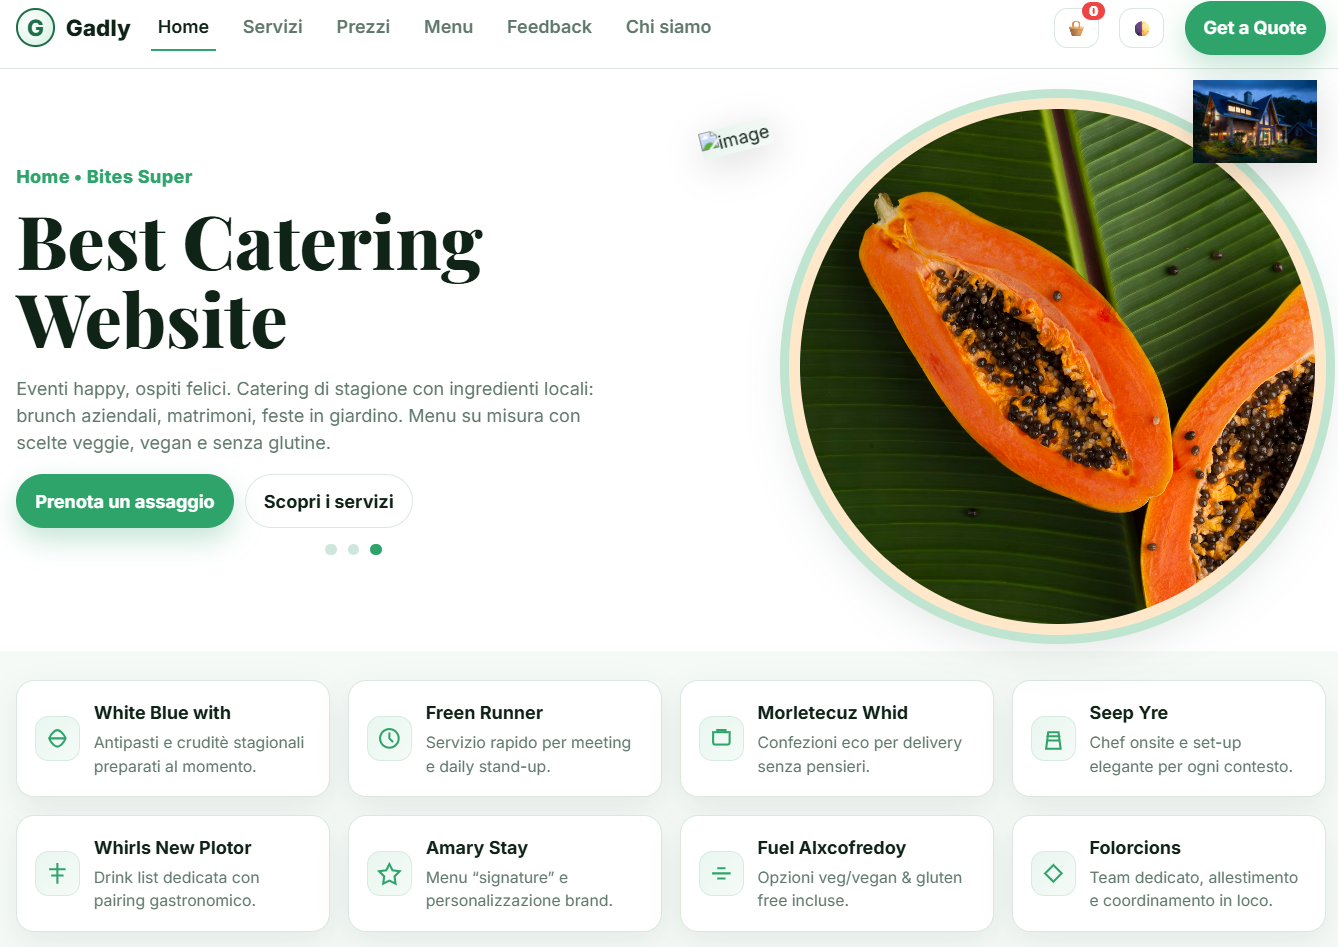 G Gadly Home Servizi Prezzi Menu Feedback Chi siamo 0 Get a Quote
image
Home • Bites Super
Best Catering
Website
Eventi happy, ospiti felici. Catering di stagione con ingredienti locali:
brunch aziendali, matrimoni, feste in giardino. Menu su misura con
scelte veggie, vegan e senza glutine.
Prenota un assaggio Scopri i servizi
White Blue with
Antipasti e cruditè stagionali
preparati al momento.
Freen Runner
Servizio rapido per meeting
e daily stand-up.
Morletecuz Whid
Confezioni eco per delivery
senza pensieri.
Seep Yre
Chef onsite e set-up
elegante per ogni contesto.
Whirls New Plotor
Drink list dedicata con
pairing gastronomico.
Amary Stay
Menu “signature” e
personalizzazione brand.
Fuel Alxcofredoy
Opzioni veg/vegan & gluten
free incluse.
Folorcions
Team dedicato, allestimento
e coordinamento in loco.